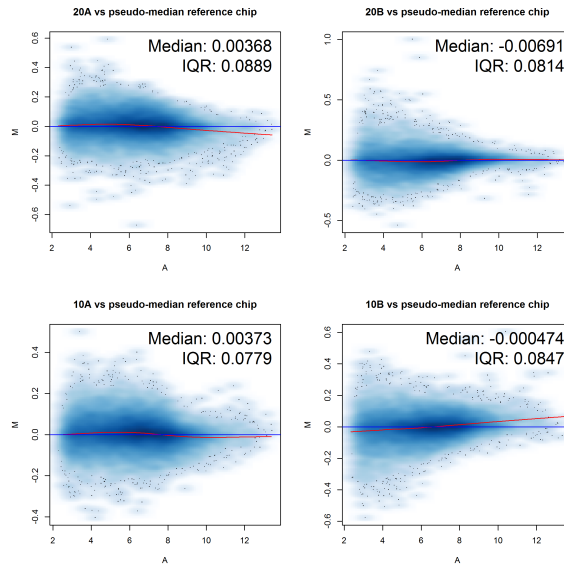 20A vs pseudo-median reference chip
Median: 0.00368
IQR: 0.0889
0.6
0.4
0.2
0.0
-0.2
-0.4
-0.6
M
2 4 6 8 10 12
A
20B vs pseudo-median reference chip
Median: -0.00691
IQR: 0.0814
1.0
0.5
0.0
-0.5
M
2 4 6 8 10 12
A
10A vs pseudo-median reference chip
Median: 0.00373
IQR: 0.0779
0.4
0.2
0.0
-0.2
-0.4
M
2 4 6 8 10 12
A
10B vs pseudo-median reference chip
Median: -0.000474
IQR: 0.0847
0.6
0.4
0.2
0.0
-0.2
-0.4
-0.6
M
2 4 6 8 10 12
A